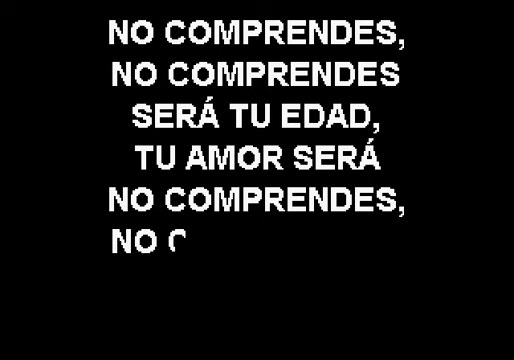 NO COMPRENDES,
NO COMPRENDES
SERÁ TU EDAD,
TU AMOR SERÁ
NO COMPRENDES,
NO C